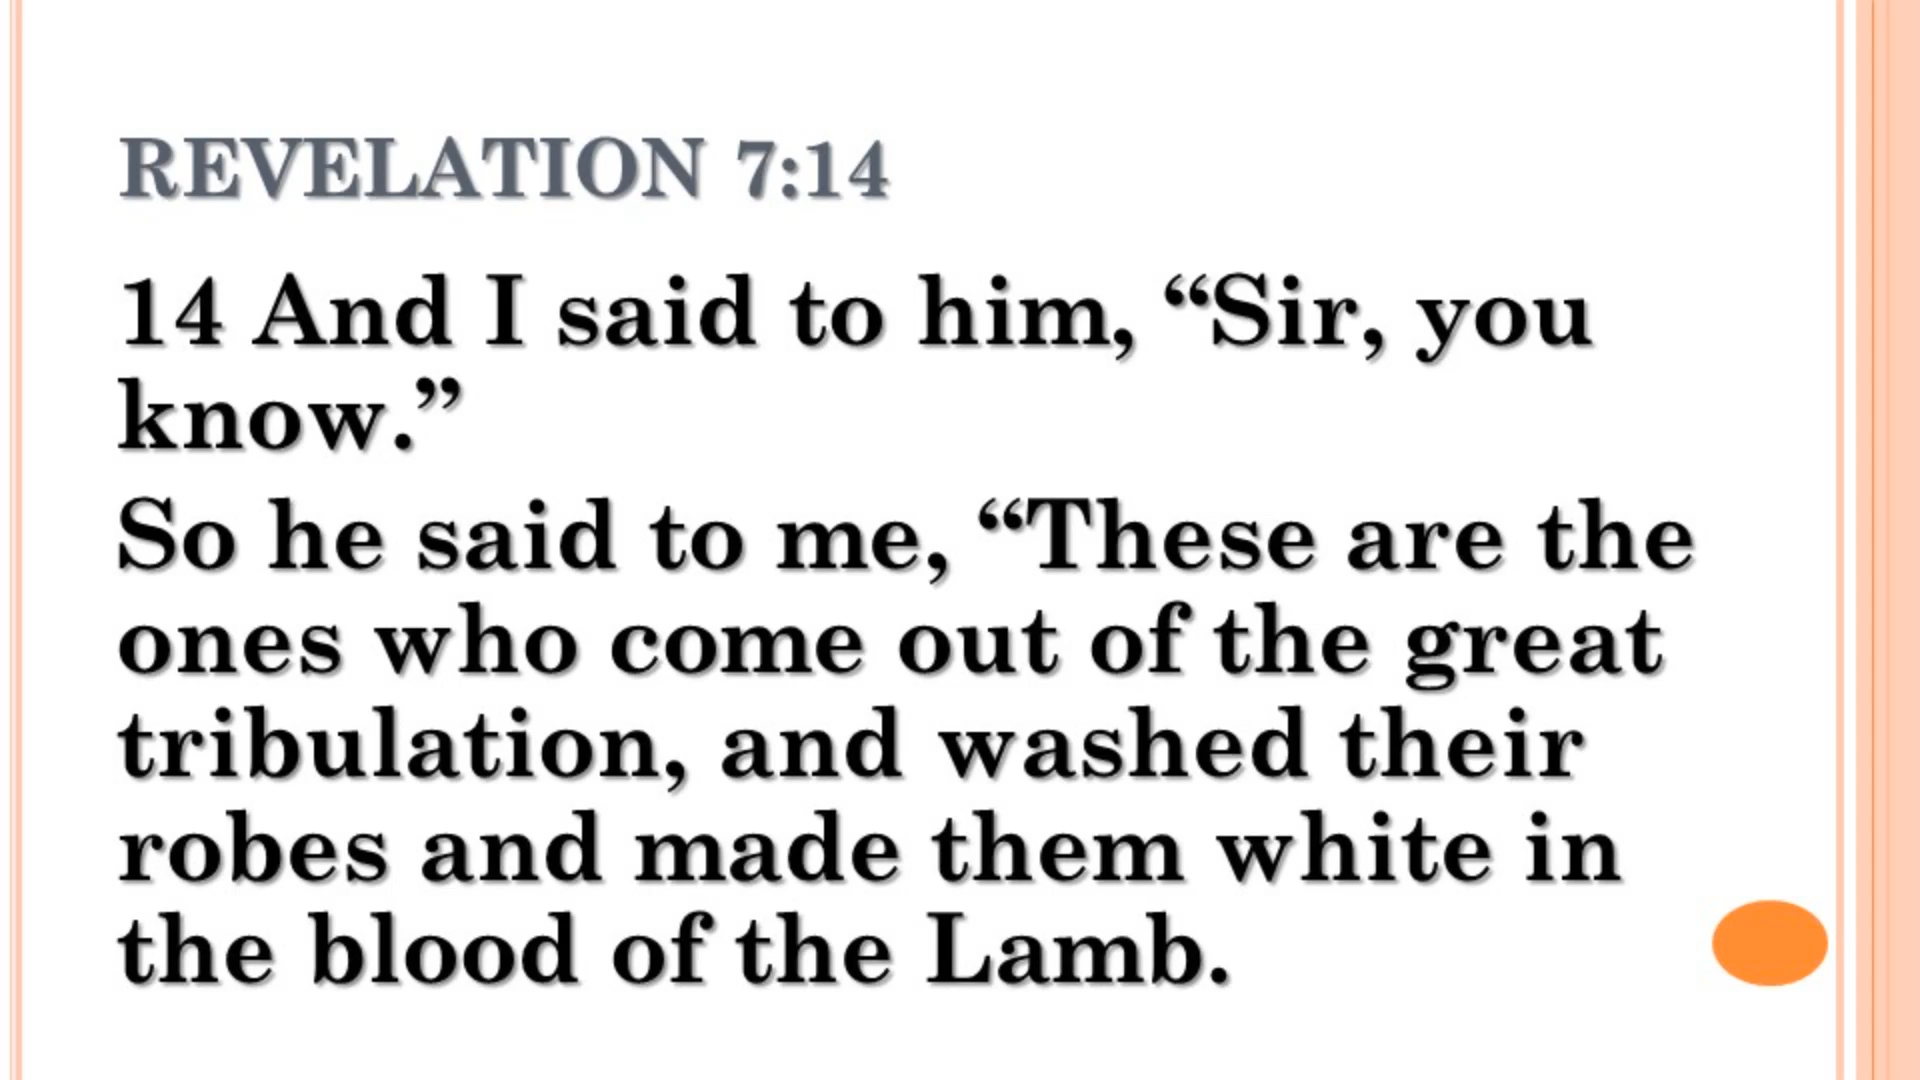 REVELATION 7:14
14 And I said to him, “Sir, you
know.”
So he said to me, “These are the
ones who come out of the great
tribulation, and washed their
robes and made them white in
the blood of the Lamb.